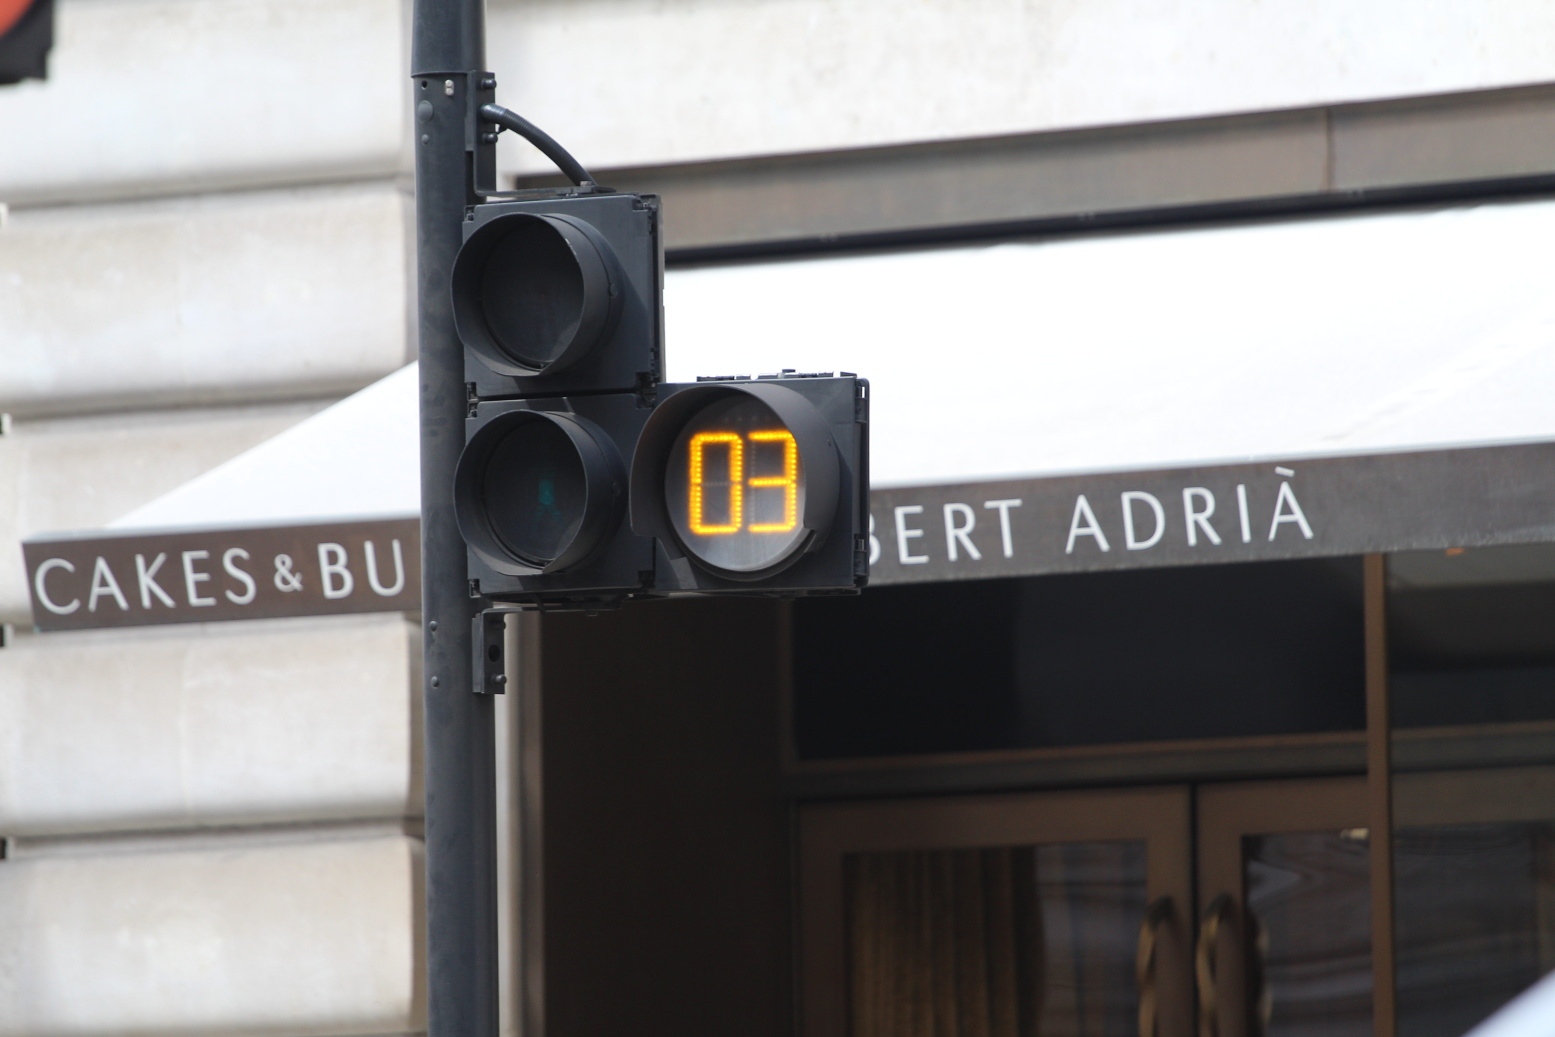 03
CAKES & BU BERT ADRIÀ